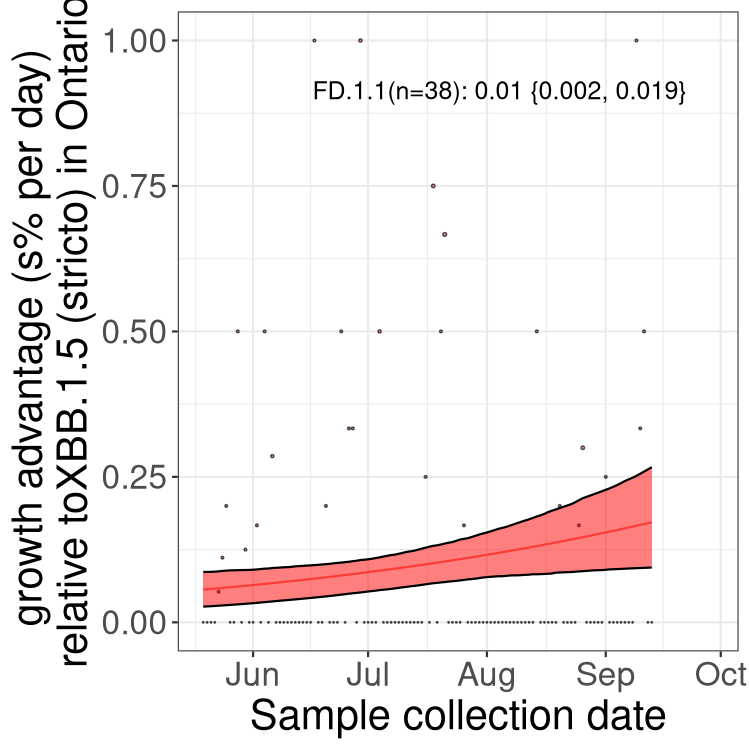 growth advantage (s% per day)
relative toXBB.1.5 (stricto) in Ontario
1.00
0.75
0.50
0.25
0.00
FD.1.1(n=38): 0.01 {0.002, 0.019}
Jun
Jul
Aug
Sep
Oct
Sample collection date